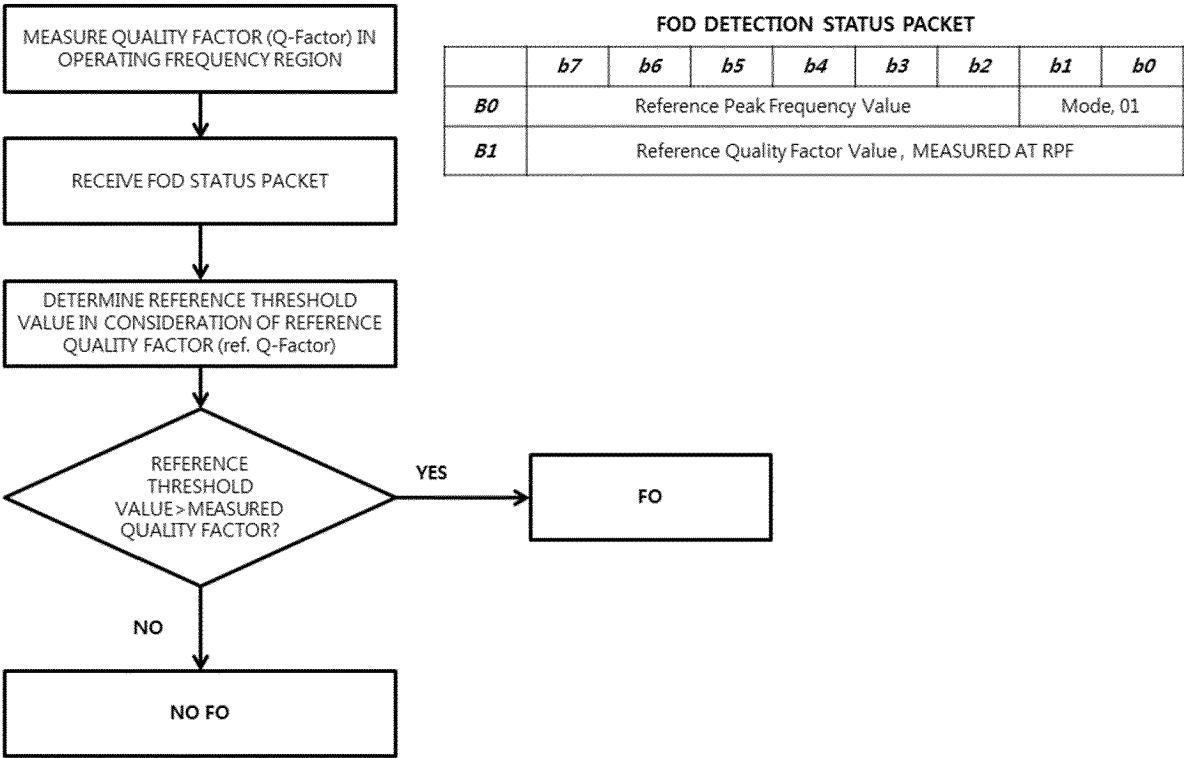 MEASURE QUALITY FACTOR (Q-Factor) IN
OPERATING FREQUENCY REGION
RECEIVE FOD STATUS PACKET
DETERMINE REFERENCE THRESHOLD
VALUE IN CONSIDERATION OF REFERENCE
QUALITY FACTOR (ref. Q-Factor)
REFERENCE
THRESHOLD
VALUE>MEASURED
QUALITY FACTOR?
YES
FO
NO
NO FO
FOD DETECTION STATUS PACKET
b7 b6 b5 b4 b3 b2 b1 b0
B0 Reference Peak Frequency Value Mode, 01
B1 Reference Quality Factor Value, MEASURED AT RPF